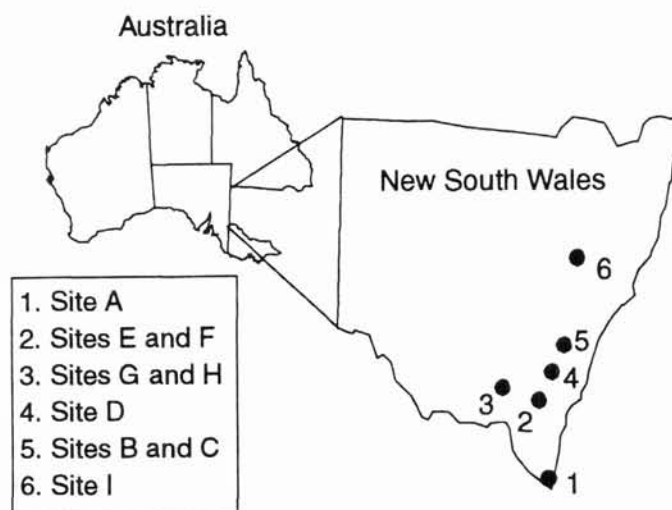 Australia
New South Wales
6
5
4
3
2
1
1. Site A
2. Sites E and F
3. Sites G and H
4. Site D
5. Sites B and C
6. Site I